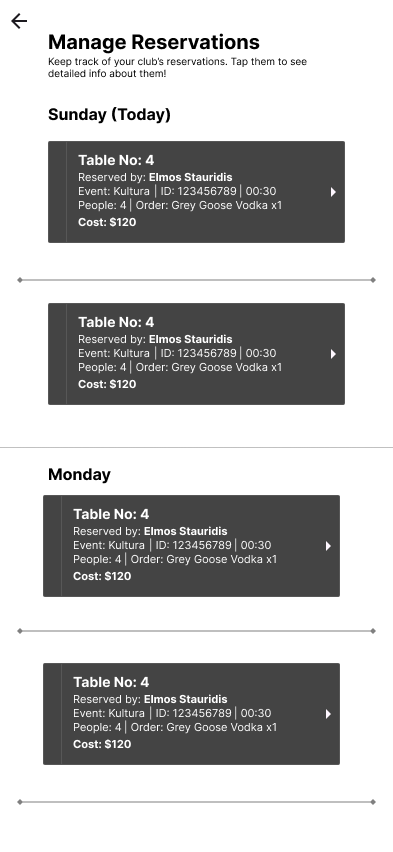 Manage Reservations
Keep track of your club's reservations. Tap them to see
detailed info about them!
Sunday (Today)
Table No: 4
Reserved by: Elmos Stauridis
Event: Kultura | ID: 123456789 | 00:30
People: 4 | Order: Grey Goose Vodka x1
Cost: $120
Table No: 4
Reserved by: Elmos Stauridis
Event: Kultura | ID: 123456789 | 00:30
People: 4 | Order: Grey Goose Vodka x1
Cost: $120
Monday
Table No: 4
Reserved by: Elmos Stauridis
Event: Kultura | ID: 123456789 | 00:30
People: 4 | Order: Grey Goose Vodka x1
Cost: $120
Table No: 4
Reserved by: Elmos Stauridis
Event: Kultura | ID: 123456789 | 00:30
People: 4 | Order: Grey Goose Vodka x1
Cost: $120